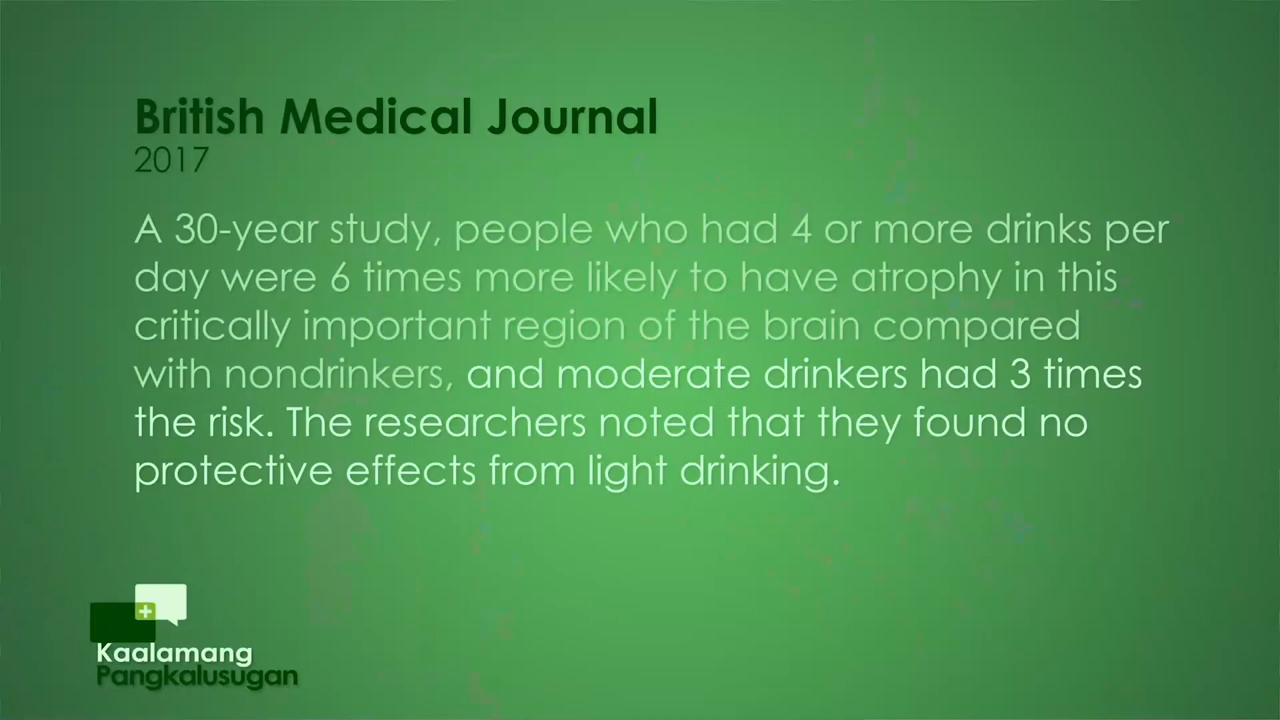 British Medical Journal
2017
A 30-year study, people who had 4 or more drinks per
day were 6 times more likely to have atrophy in this
critically important region of the brain compared
with nondrinkers, and moderate drinkers had 3 times
the risk. The researchers noted that they found no
protective effects from light drinking.
Kaalamang
Pangkalusugan